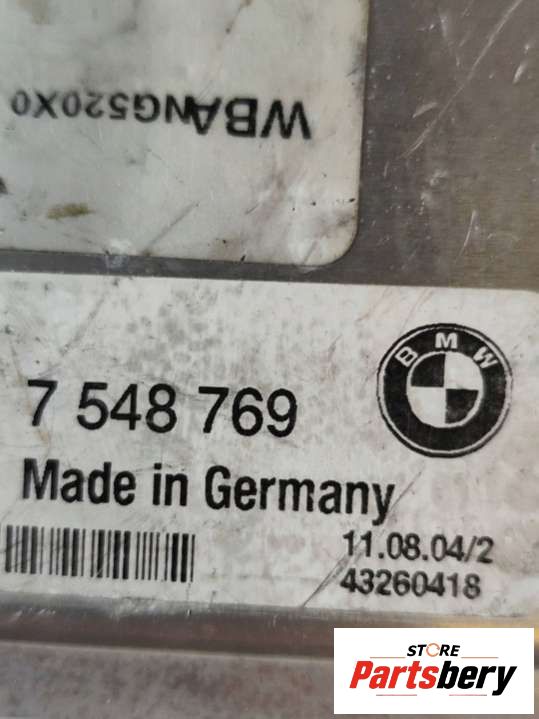 WBANG520X0
BMW
7 548 769
Made in Germany
11.08.04/2
43260418
STORE
Partsbery